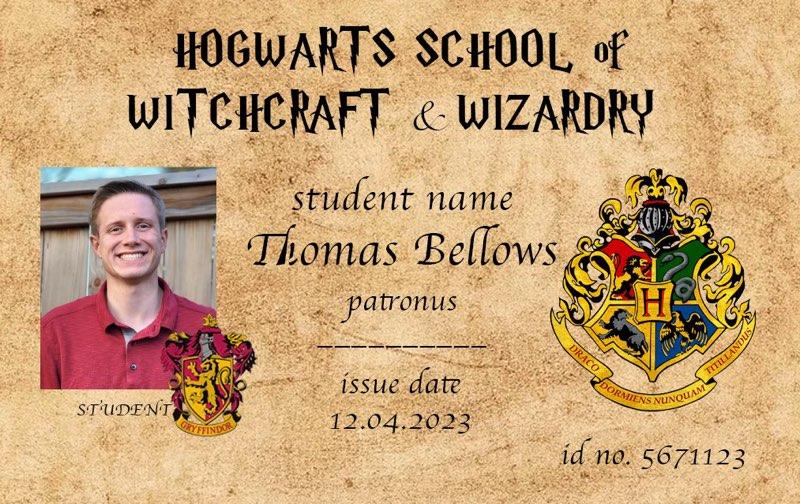 HOGWARTS SCHOOL of
WITCHCRAFT & WIZARDRY
student name
Thomas Bellows
patronus
__________
issue date
12.04.2023
STUDENT
GRYFFINDOR
H
DRACO DORMIENS NUNQUAM TITILLANDUS
id no. 5671123